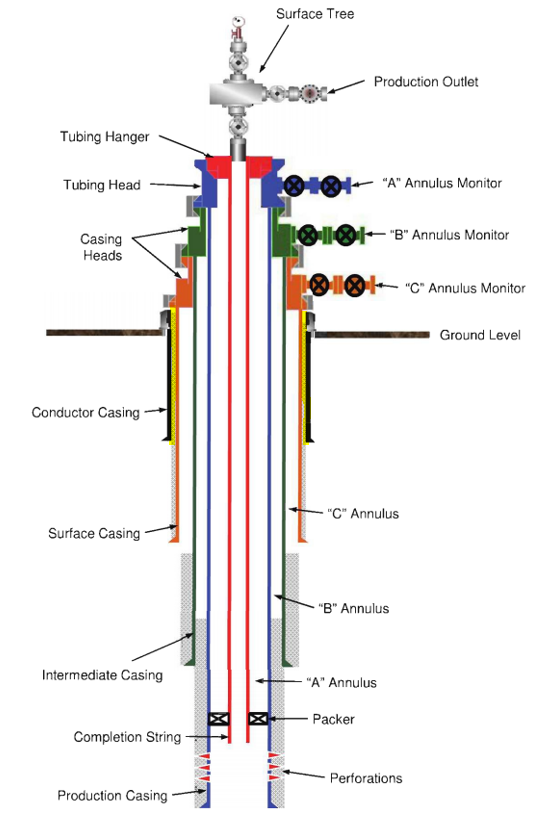 Surface Tree
Production Outlet
Tubing Hanger
Tubing Head
"A" Annulus Monitor
"B" Annulus Monitor
Casing
Heads
"C" Annulus Monitor
Ground Level
Conductor Casing
"C" Annulus
Surface Casing
"B" Annulus
Intermediate Casing
"A" Annulus
Packer
Completion String
Perforations
Production Casing